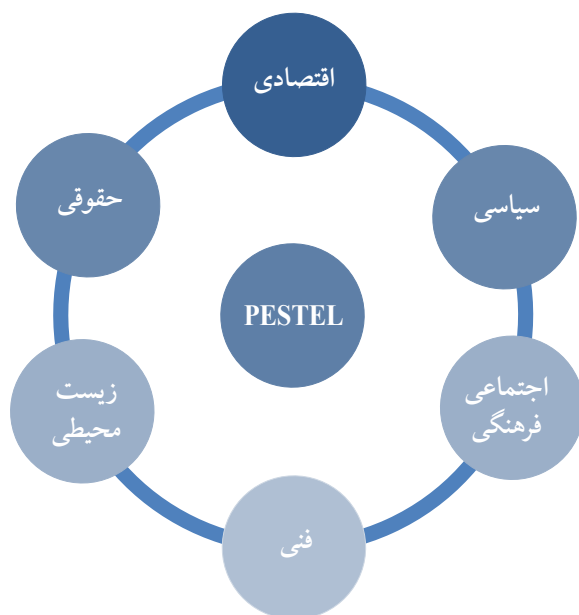 اقتصادی
سیاسی
حقوقی
PESTEL
اجتماعی
فرهنگی
زیست
محیطی
فنی